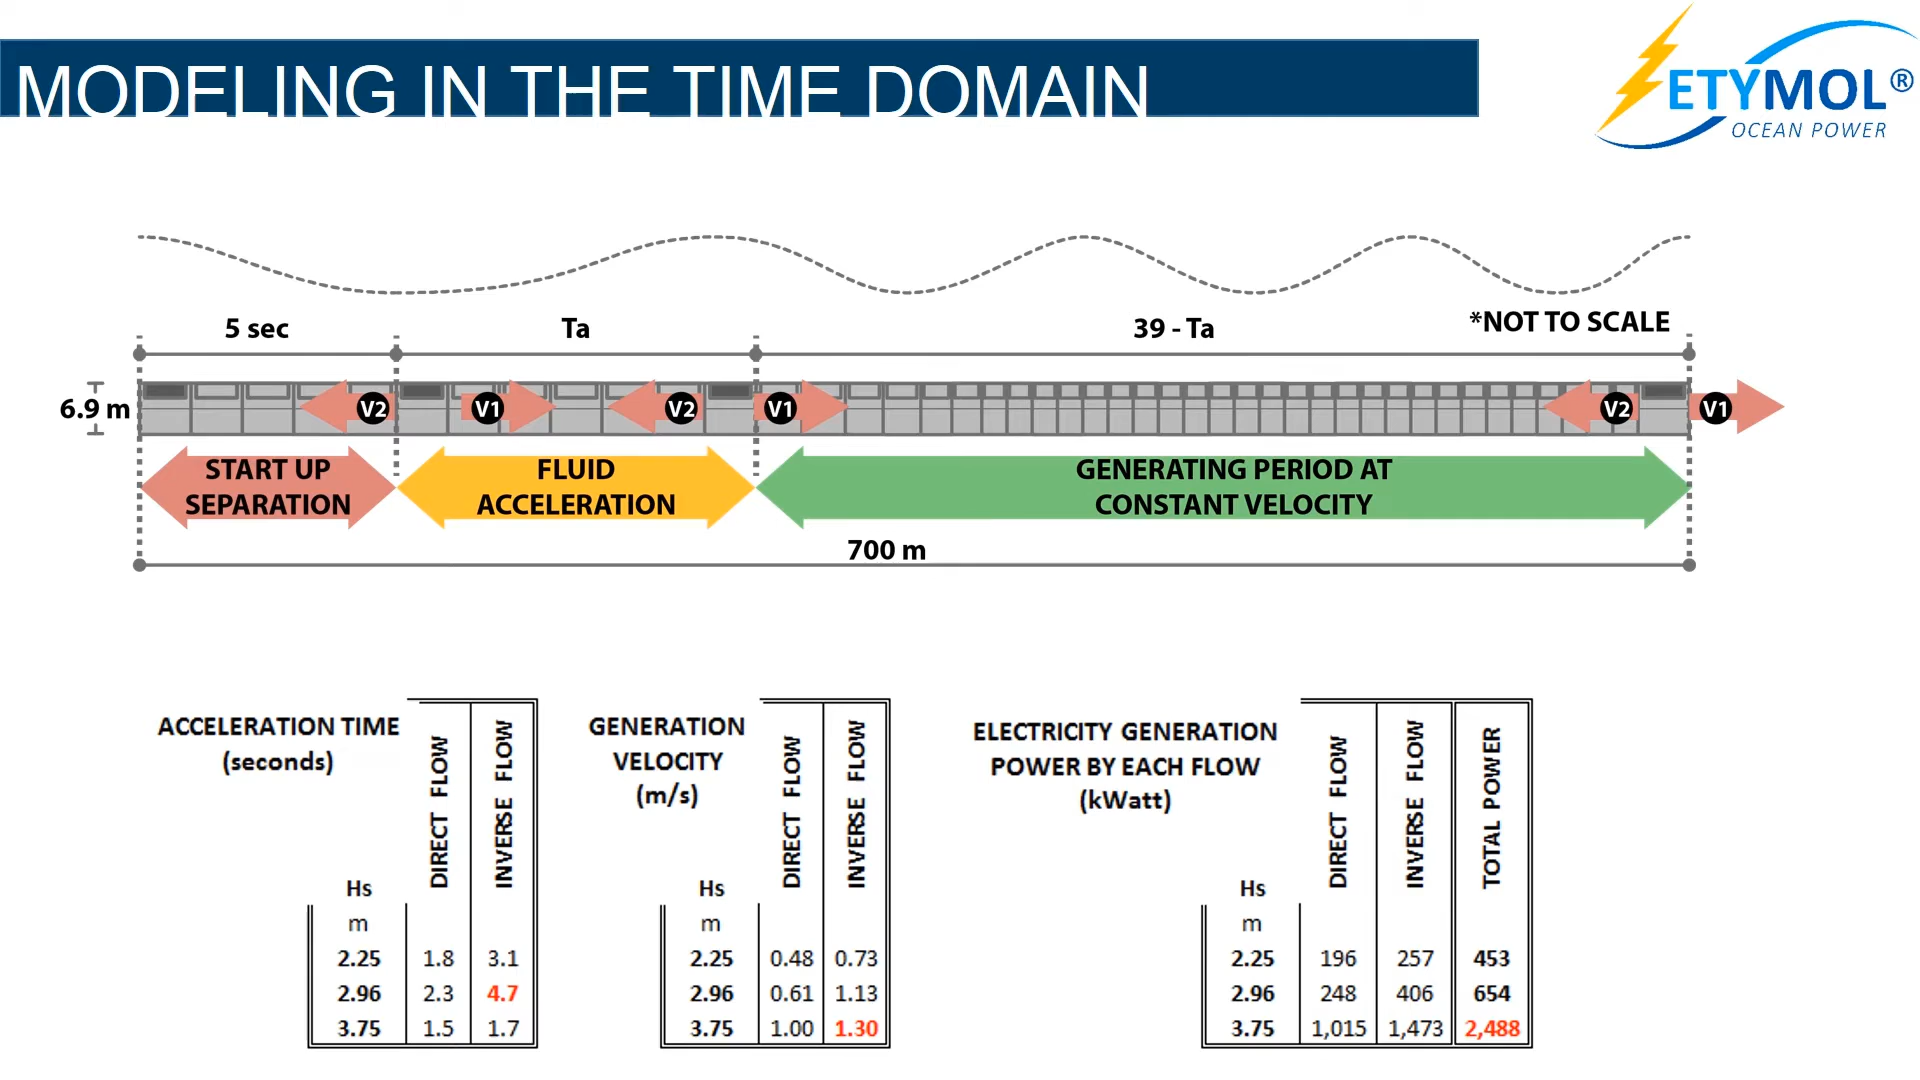 MODELING IN THE TIME DOMAIN
ETYMOL®
OCEAN POWER
5 sec
Ta
39 - Ta
*NOT TO SCALE
6.9 m
V2
V1
V2
V1
V2
V1
START UP
SEPARATION
FLUID
ACCELERATION
GENERATING PERIOD AT
CONSTANT VELOCITY
700 m
ACCELERATION TIME
(seconds)
DIRECT FLOW
INVERSE FLOW
Hs
m
2.25 1.8 3.1
2.96 2.3 4.7
3.75 1.5 1.7
GENERATION
VELOCITY
(m/s)
DIRECT FLOW
INVERSE FLOW
Hs
m
2.25 0.48 0.73
2.96 0.61 1.13
3.75 1.00 1.30
ELECTRICITY GENERATION
POWER BY EACH FLOW
(kWatt)
DIRECT FLOW
INVERSE FLOW
TOTAL POWER
Hs
m
2.25 196 257 453
2.96 248 406 654
3.75 1,015 1,473 2,488